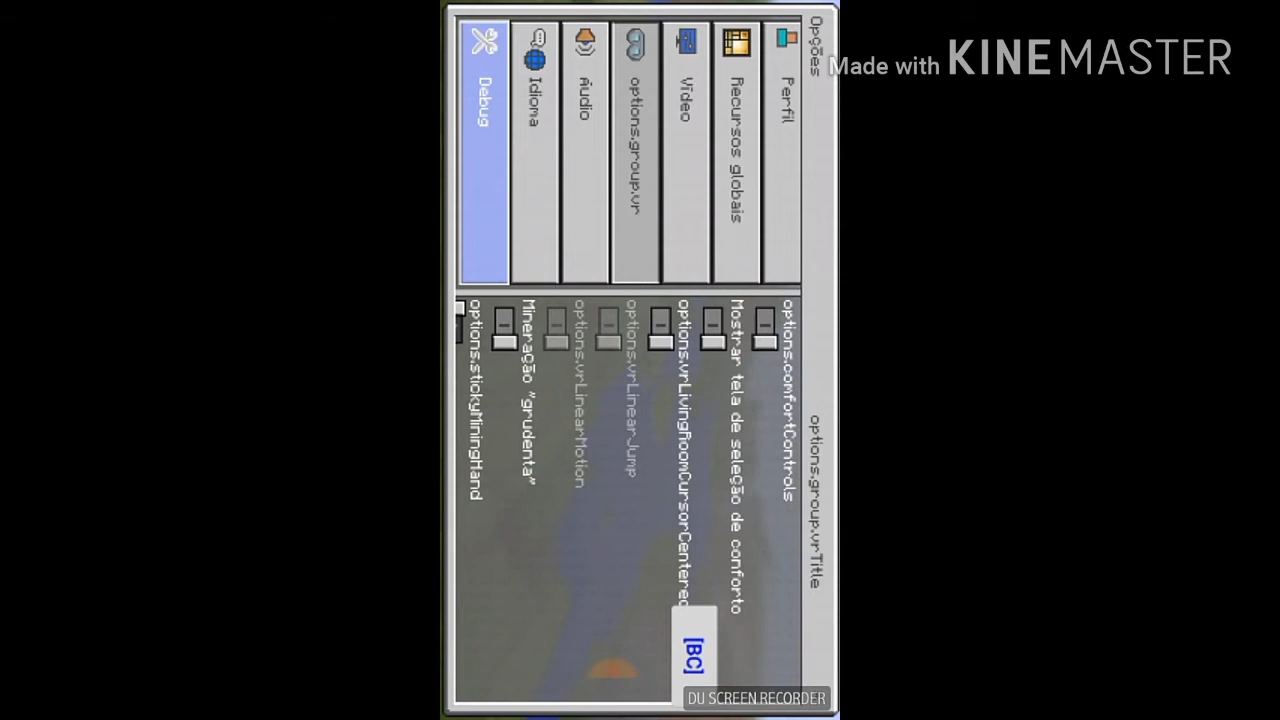 Opções
options.group.vrTitle
Perfil
Recursos globais
Vídeo
options.group.vr
Áudio
Idioma
Debug
options.comfortControls
Mostrar tela de seleção de conforto
options.vrLivingRoomCursorCentered
options.vrLinearJump
options.vrLinearMotion
Mineração "grudenta"
options.stickyMiningHand
[BC]
Made with KINEMASTER
DU SCREEN RECORDER